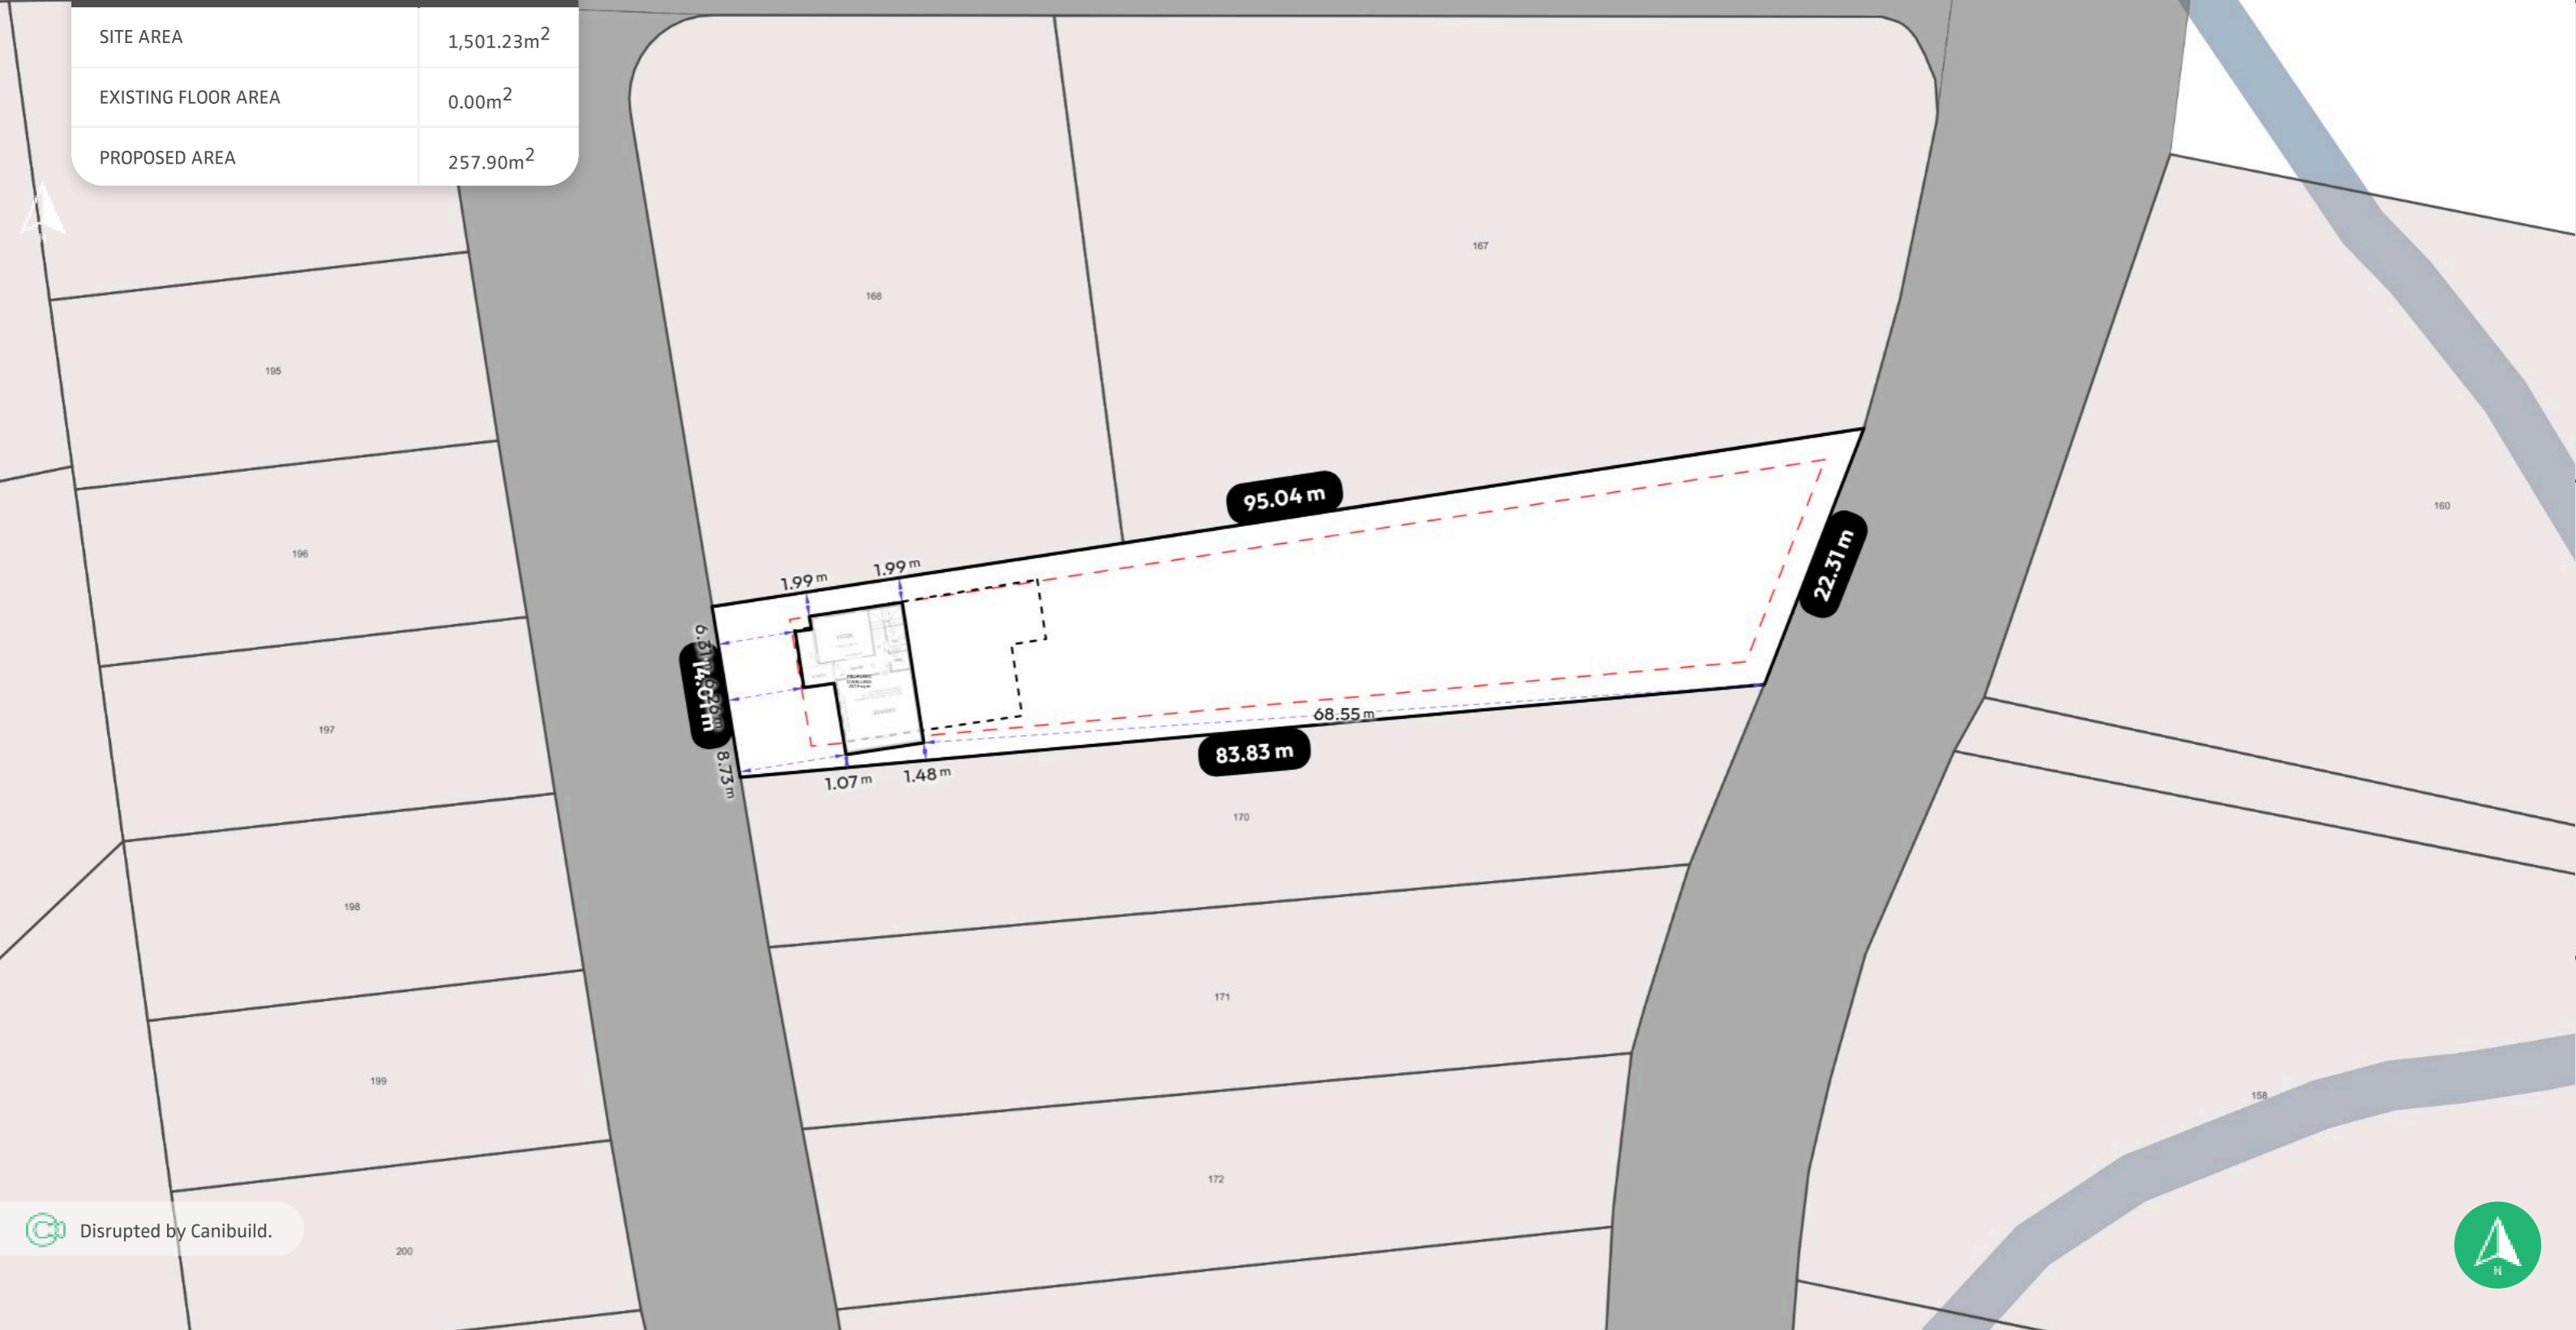 SITE AREA 1,501.23m2
EXISTING FLOOR AREA 0.00m2
PROPOSED AREA 257.90m2
167
168
195
160
95.04 m
196
22.31 m
1.99 m
1.99 m
197
68.55 m
83.83 m
8.73 m
1.07 m
1.48 m
170
198
171
199
158
172
Disrupted by Canibuild.
200
N